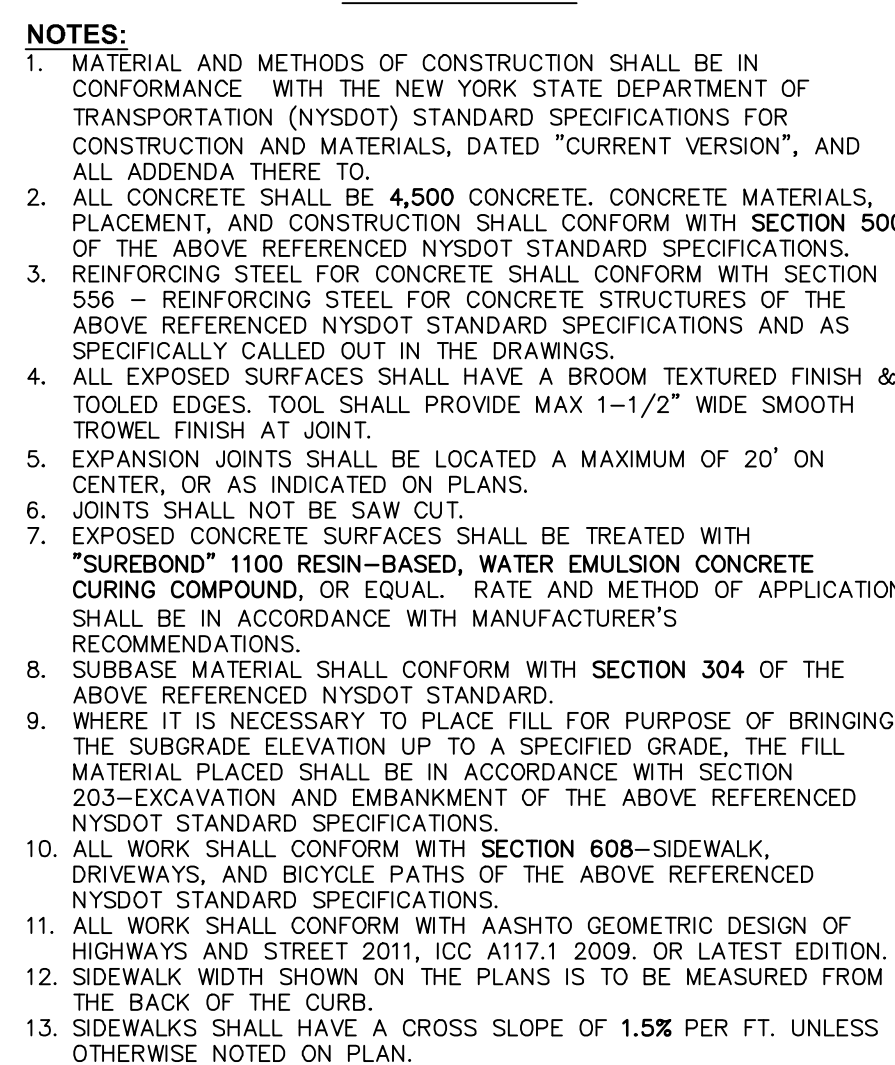 NOTES:
1. MATERIAL AND METHODS OF CONSTRUCTION SHALL BE IN
CONFORMANCE WITH THE NEW YORK STATE DEPARTMENT OF
TRANSPORTATION (NYSDOT) STANDARD SPECIFICATIONS FOR
CONSTRUCTION AND MATERIALS, DATED "CURRENT VERSION", AND
ALL ADDENDA THERE TO.
2. ALL CONCRETE SHALL BE 4,500 CONCRETE. CONCRETE MATERIALS,
PLACEMENT, AND CONSTRUCTION SHALL CONFORM WITH SECTION 500
OF THE ABOVE REFERENCED NYSDOT STANDARD SPECIFICATIONS.
3. REINFORCING STEEL FOR CONCRETE SHALL CONFORM WITH SECTION
556 – REINFORCING STEEL FOR CONCRETE STRUCTURES OF THE
ABOVE REFERENCED NYSDOT STANDARD SPECIFICATIONS AND AS
SPECIFICALLY CALLED OUT IN THE DRAWINGS.
4. ALL EXPOSED SURFACES SHALL HAVE A BROOM TEXTURED FINISH &
TOOLED EDGES. TOOL SHALL PROVIDE MAX 1–1/2" WIDE SMOOTH
TROWEL FINISH AT JOINT.
5. EXPANSION JOINTS SHALL BE LOCATED A MAXIMUM OF 20' ON
CENTER, OR AS INDICATED ON PLANS.
6. JOINTS SHALL NOT BE SAW CUT.
7. EXPOSED CONCRETE SURFACES SHALL BE TREATED WITH
"SUREBOND" 1100 RESIN–BASED, WATER EMULSION CONCRETE
CURING COMPOUND, OR EQUAL. RATE AND METHOD OF APPLICATION
SHALL BE IN ACCORDANCE WITH MANUFACTURER'S
RECOMMENDATIONS.
8. SUBBASE MATERIAL SHALL CONFORM WITH SECTION 304 OF THE
ABOVE REFERENCED NYSDOT STANDARD.
9. WHERE IT IS NECESSARY TO PLACE FILL FOR PURPOSE OF BRINGING
THE SUBGRADE ELEVATION UP TO A SPECIFIED GRADE, THE FILL
MATERIAL PLACED SHALL BE IN ACCORDANCE WITH SECTION
203–EXCAVATION AND EMBANKMENT OF THE ABOVE REFERENCED
NYSDOT STANDARD SPECIFICATIONS.
10. ALL WORK SHALL CONFORM WITH SECTION 608–SIDEWALK,
DRIVEWAYS, AND BICYCLE PATHS OF THE ABOVE REFERENCED
NYSDOT STANDARD SPECIFICATIONS.
11. ALL WORK SHALL CONFORM WITH AASHTO GEOMETRIC DESIGN OF
HIGHWAYS AND STREET 2011, ICC A117.1 2009. OR LATEST EDITION.
12. SIDEWALK WIDTH SHOWN ON THE PLANS IS TO BE MEASURED FROM
THE BACK OF THE CURB.
13. SIDEWALKS SHALL HAVE A CROSS SLOPE OF 1.5% PER FT. UNLESS
OTHERWISE NOTED ON PLAN.